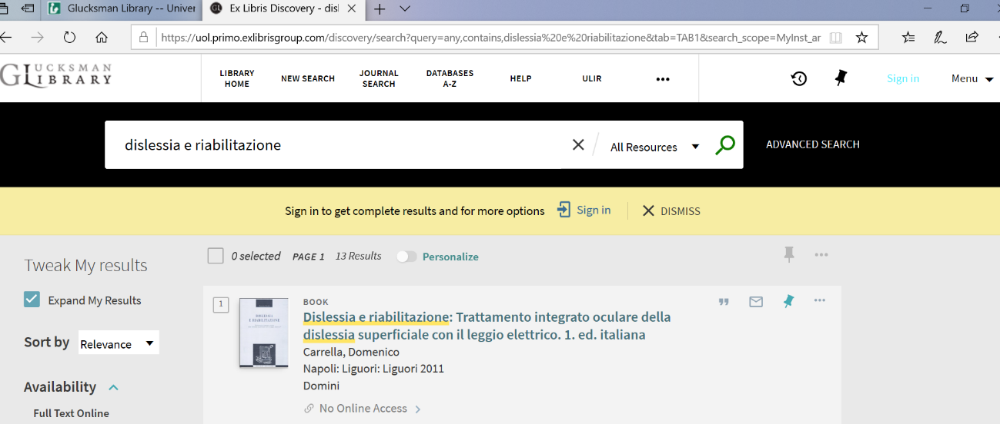 Glucksman Library -- Univer
Ex Libris Discovery - disl
https://uol.primo.exlibrisgroup.com/discovery/search?query=any,contains,dislessia%20e%20riabilitazione&tab=TAB1&search_scope=MyInst_ar
GLUCKSMAN
LIBRARY
LIBRARY
HOME
NEW SEARCH
JOURNAL
SEARCH
DATABASES
A-Z
HELP
ULIR
Sign in
Menu
dislessia e riabilitazione
All Resources
ADVANCED SEARCH
Sign in to get complete results and for more options
Sign in
DISMISS
Tweak My results
Expand My Results
Sort by
Relevance
Availability
Full Text Online
0 selected
PAGE 1
13 Results
Personalize
1
DISLESSIA
E RIABILITAZIONE
BOOK
Dislessia e riabilitazione: Trattamento integrato oculare della
dislessia superficiale con il leggio elettrico. 1. ed. italiana
Carrella, Domenico
Napoli: Liguori: Liguori 2011
Domini
No Online Access